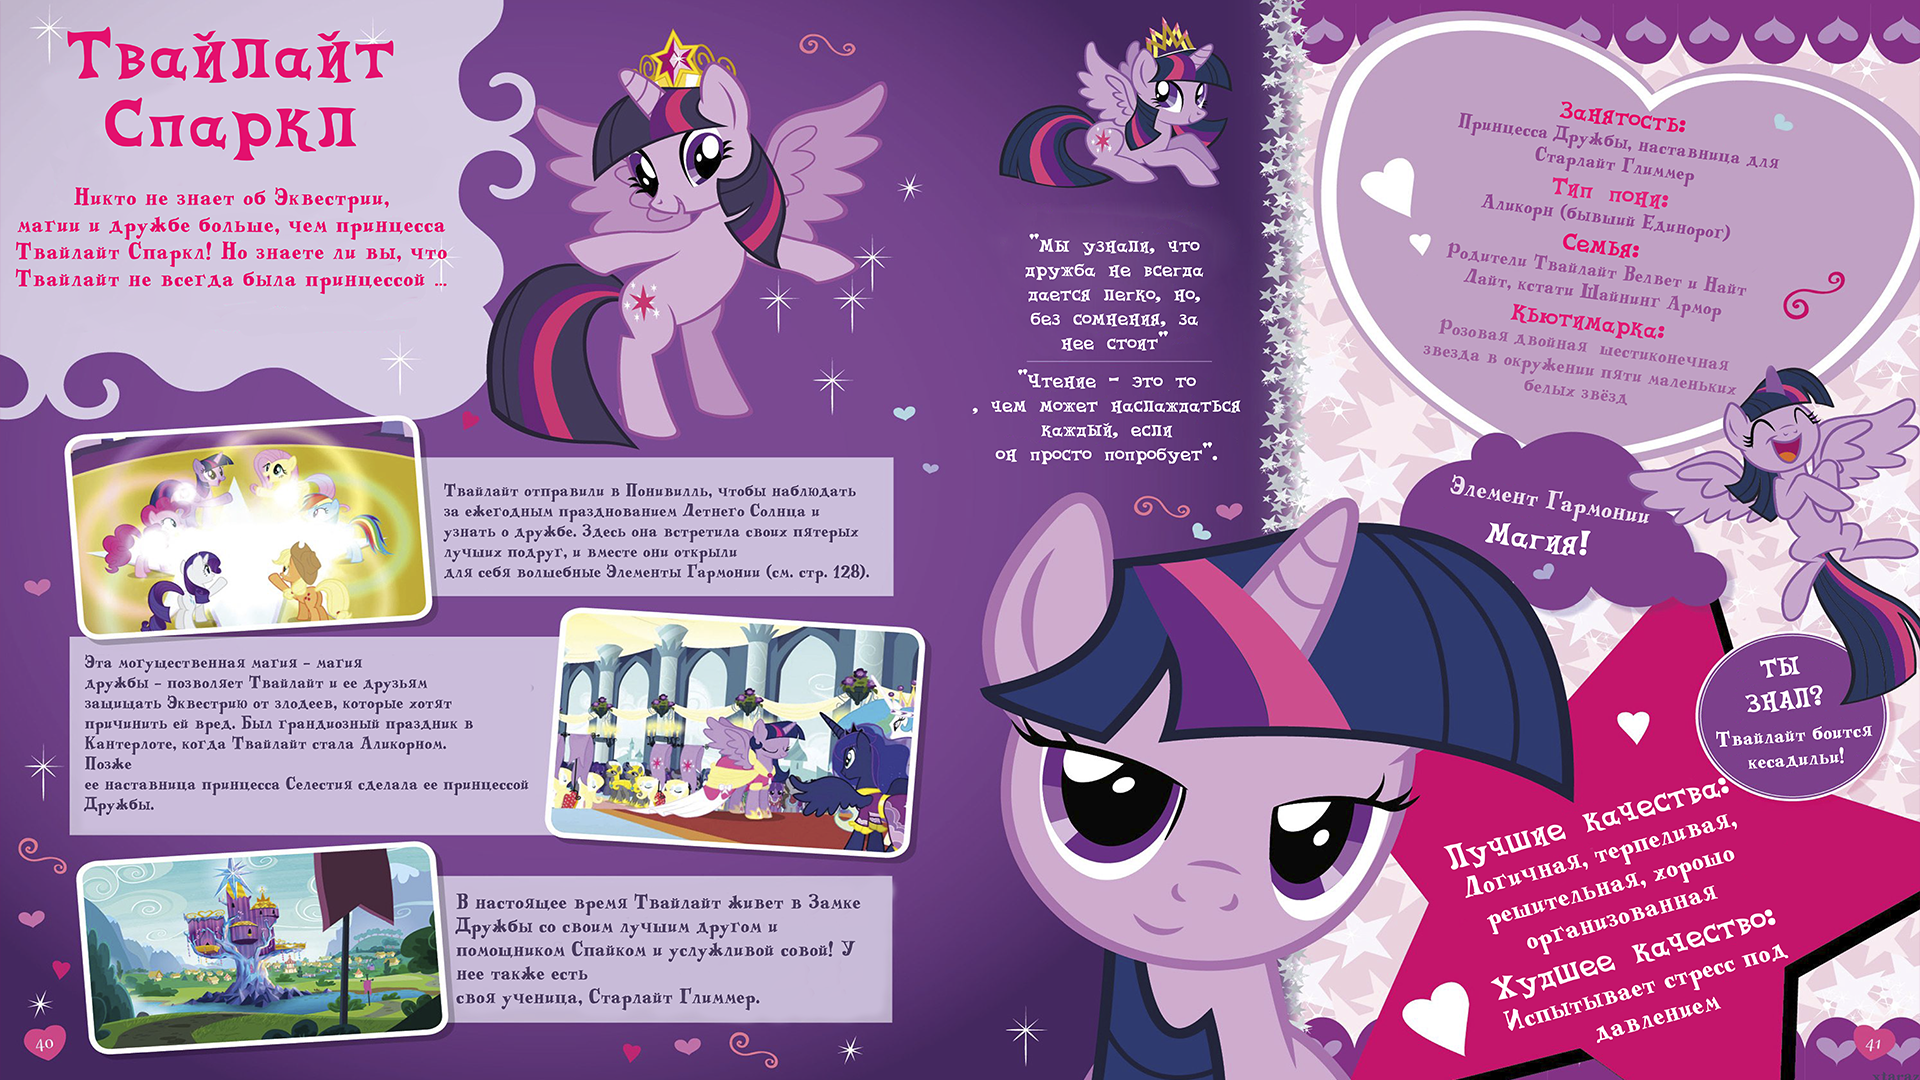 Твайлайт
Спаркл
Никто не знает об Эквестрии,
магии и дружбе больше, чем принцесса
Твайлайт Спаркл! Но знаете ли вы, что
Твайлайт не всегда была принцессой ...
Твайлайт отправили в Понивилль, чтобы наблюдать
за ежегодным празднованием Летнего Солнца и
узнать о дружбе. Здесь она встретила своих пятерых
лучших подруг, и вместе они открыли
для себя волшебные Элементы Гармонии (см. стр. 128).
Эта могущественная магия - магия
дружбы - позволяет Твайлайт и ее друзьям
защищать Эквестрию от злодеев, которые хотят
причинить ей вред. Был грандиозный праздник в
Кантерлоте, когда Твайлайт стала Аликорном.
Позже
ее наставница принцесса Селестия сделала ее принцессой
Дружбы.
В настоящее время Твайлайт живет в Замке
Дружбы со своим лучшим другом и
помощником Спайком и услужливой совой! У
нее также есть
своя ученица, Старлайт Глиммер.
40
"Мы узнали, что
дружба не всегда
дается легко, но,
без сомнения, за
нее стоит"
"Чтение - это то
, чем может наслаждаться
каждый, если
он просто попробует".
Занятость:
Принцесса Дружбы, наставница для
Старлайт Глиммер
Тип пони:
Аликорн (бывший Единорог)
Семья:
Родители Твайлайт Велвет и Найт
Лайт, кстати Шайнинг Армор
Кьютимарка:
Розовая двойная шестиконечная
звезда в окружении пяти маленьких
белых звёзд
Элемент Гармонии
Магия!
ТЫ
ЗНАЛ?
Твайлайт боится
кесадильи!
Лучшие качества:
Логичная, терпеливая,
решительная, хорошо
организованная
Худшее качество:
Испытывает стресс под
давлением
41